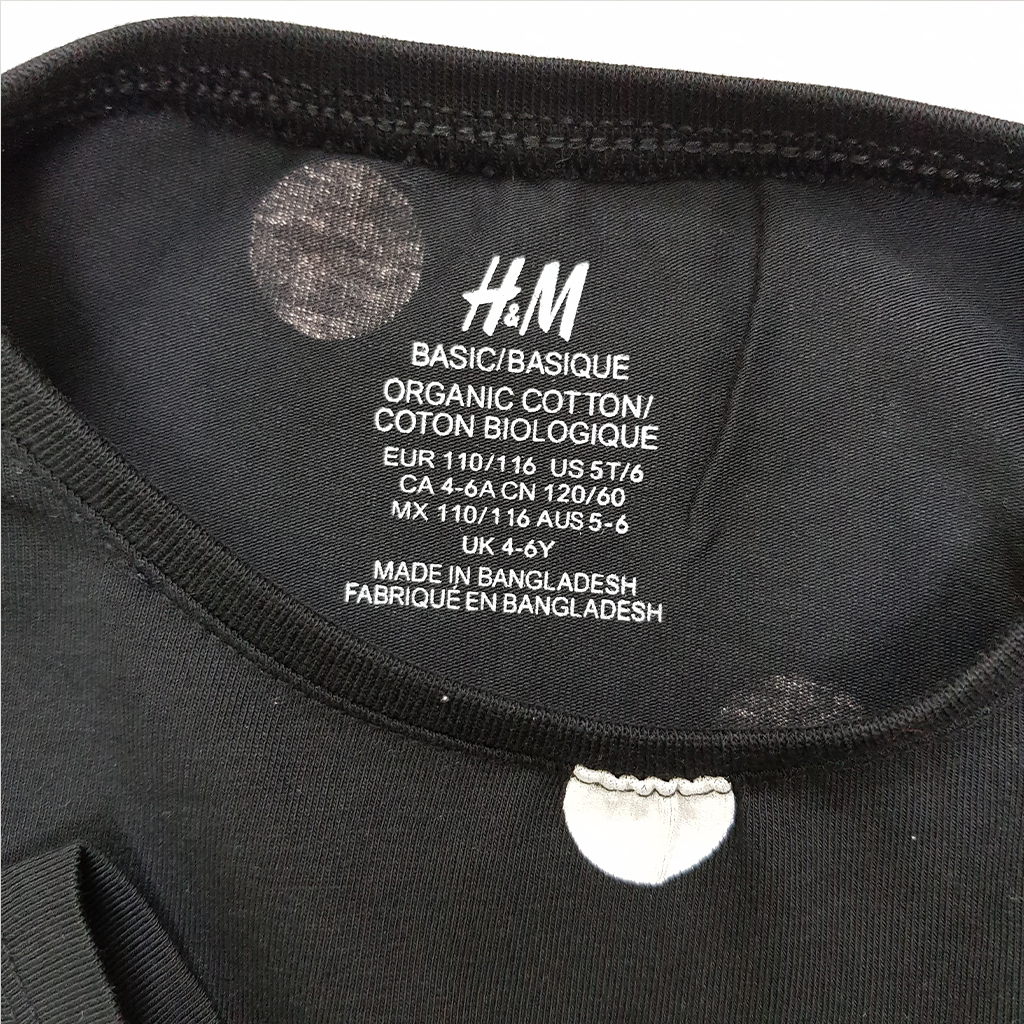 H&M
BASIC/BASIQUE
ORGANIC COTTON/
COTON BIOLOGIQUE
EUR 110/116 US 5T/6
CA 4-6A CN 120/60
MX 110/116 AUS 5-6
UK 4-6Y
MADE IN BANGLADESH
FABRIQUÉ EN BANGLADESH